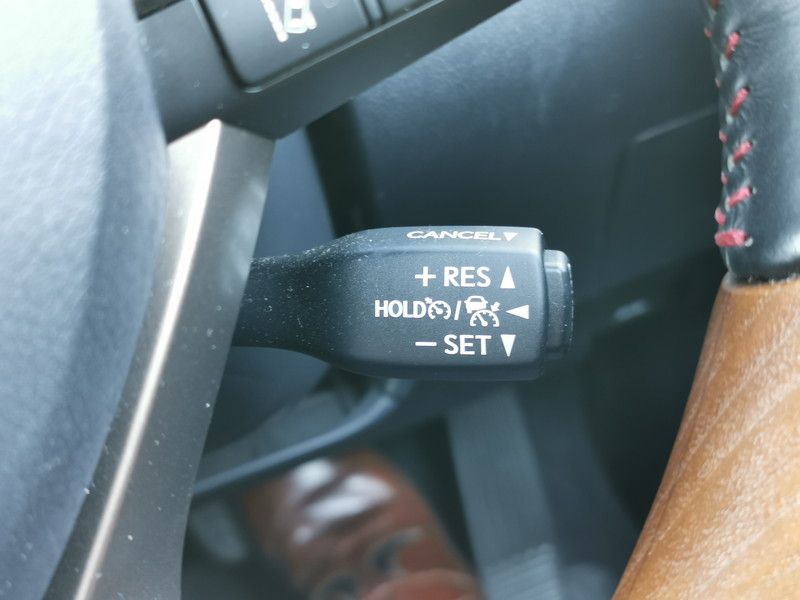 CANCEL▼
+ RES ▲
HOLD / ◀
− SET ▼